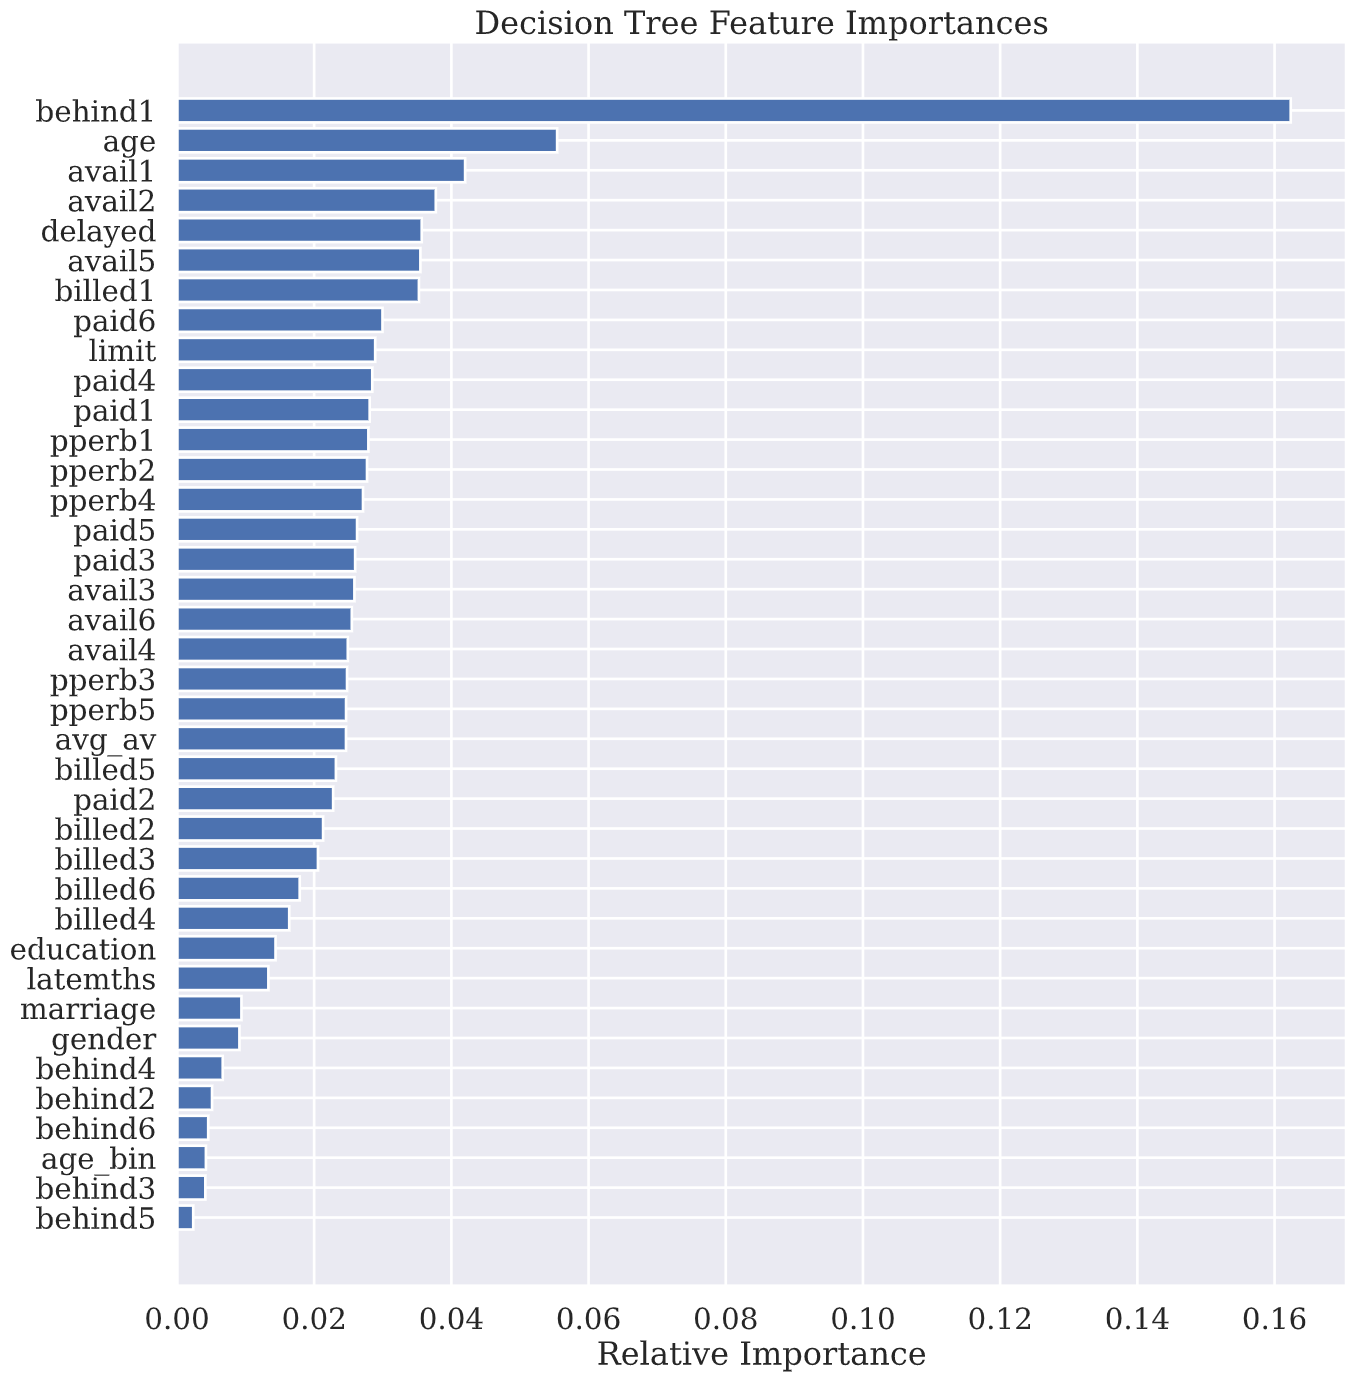 Decision Tree Feature Importances
behind1
age
avail1
avail2
delayed
avail5
billed1
paid6
limit
paid4
paid1
pperb1
pperb2
pperb4
paid5
paid3
avail3
avail6
avail4
pperb3
pperb5
avg_av
billed5
paid2
billed2
billed3
billed6
billed4
education
latemths
marriage
gender
behind4
behind2
behind6
age_bin
behind3
behind5
0.00 0.02 0.04 0.06 0.08 0.10 0.12 0.14 0.16
Relative Importance